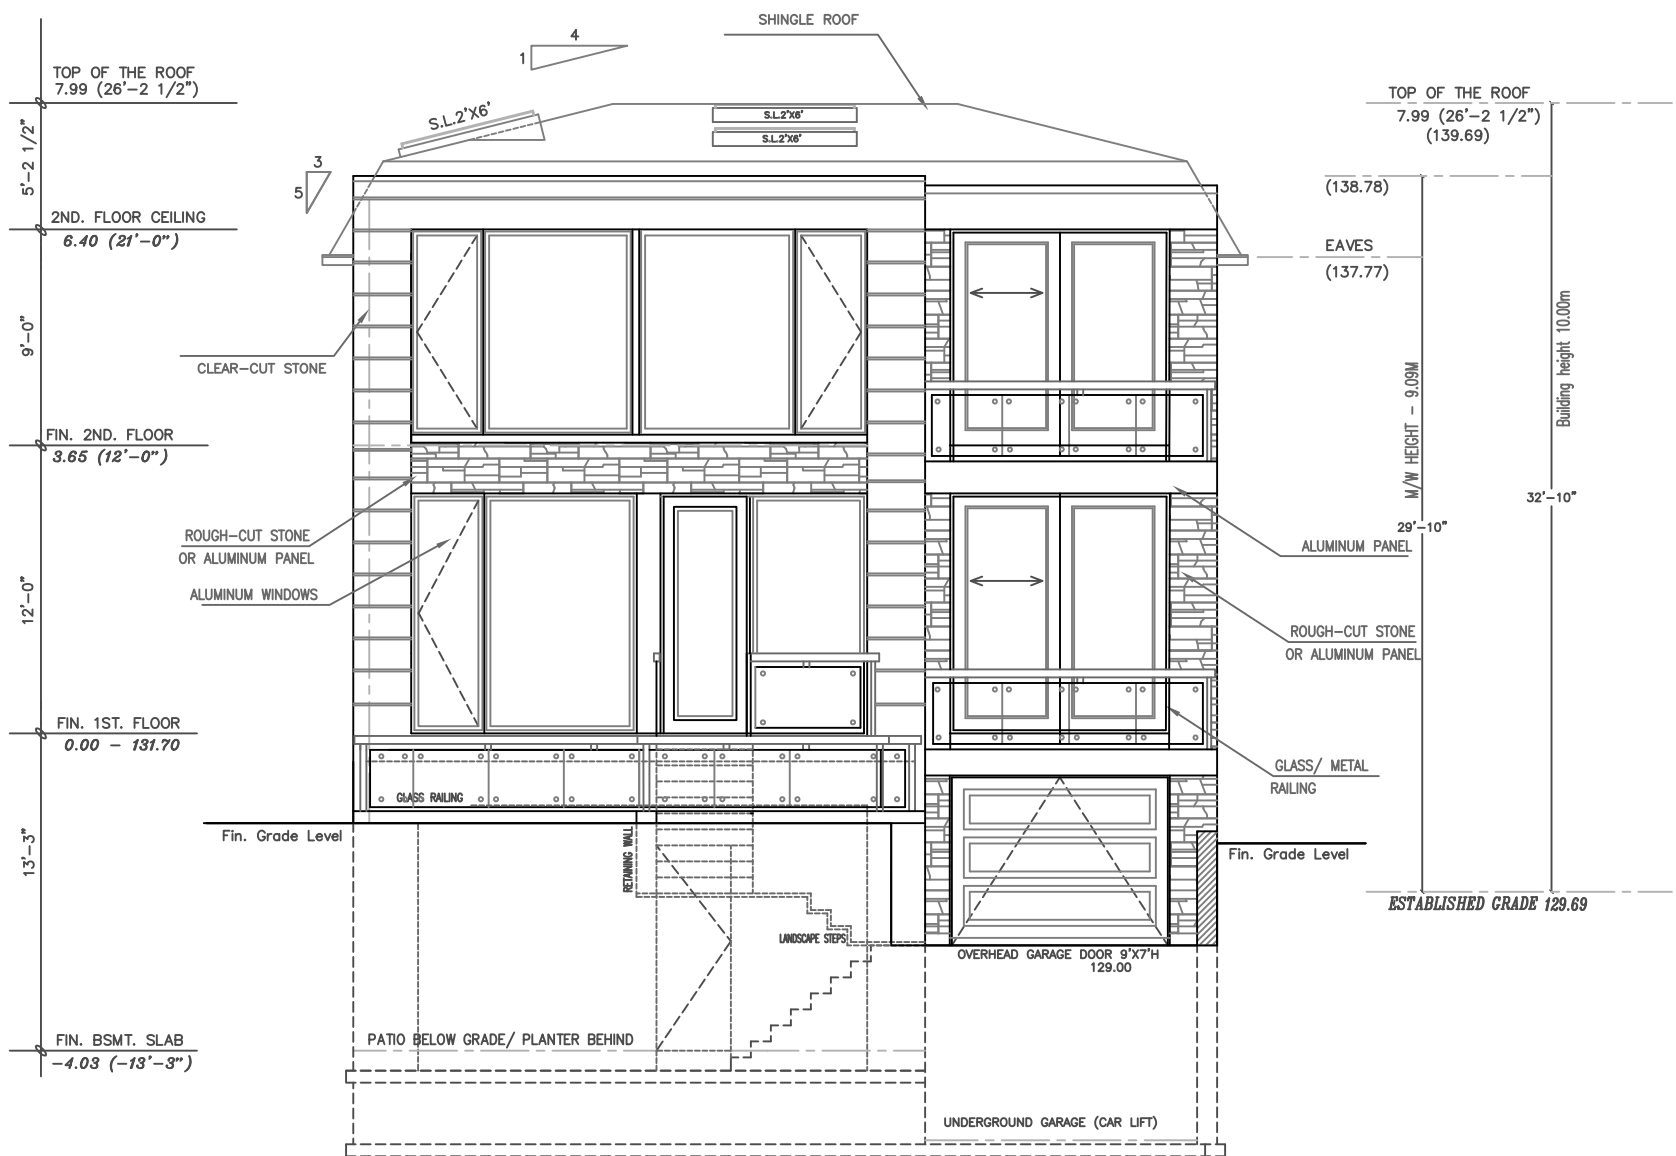 SHINGLE ROOF
4
1
TOP OF THE ROOF
7.99 (26'-2 1/2")
S.L.2'X6'
S.L.2'X6'
S.L.2'X6'
TOP OF THE ROOF
7.99 (26'-2 1/2")
(139.69)
5'-2 1/2"
3
5
(138.78)
2ND. FLOOR CEILING
6.40 (21'-0")
EAVES
(137.77)
9'-0"
CLEAR-CUT STONE
Building height 10.00m
M/W HEIGHT - 9.09M
FIN. 2ND. FLOOR
3.65 (12'-0")
32'-10"
29'-10"
ROUGH-CUT STONE
OR ALUMINUM PANEL
ALUMINUM PANEL
ALUMINUM WINDOWS
12'-0"
ROUGH-CUT STONE
OR ALUMINUM PANEL
FIN. 1ST. FLOOR
0.00 - 131.70
GLASS/ METAL
RAILING
GLASS RAILING
Fin. Grade Level
13'-3"
RETAINING WALL
Fin. Grade Level
ESTABLISHED GRADE 129.69
LANDSCAPE STEPS
OVERHEAD GARAGE DOOR 9'X7'H
129.00
FIN. BSMT. SLAB
-4.03 (-13'-3")
PATIO BELOW GRADE/ PLANTER BEHIND
UNDERGROUND GARAGE (CAR LIFT)